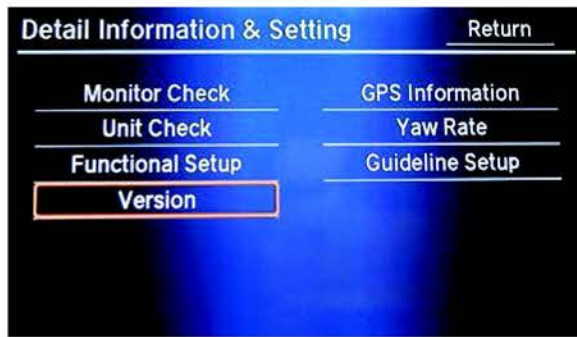 Detail Information & Setting
Return
Monitor Check
GPS Information
Unit Check
Yaw Rate
Functional Setup
Guideline Setup
Version